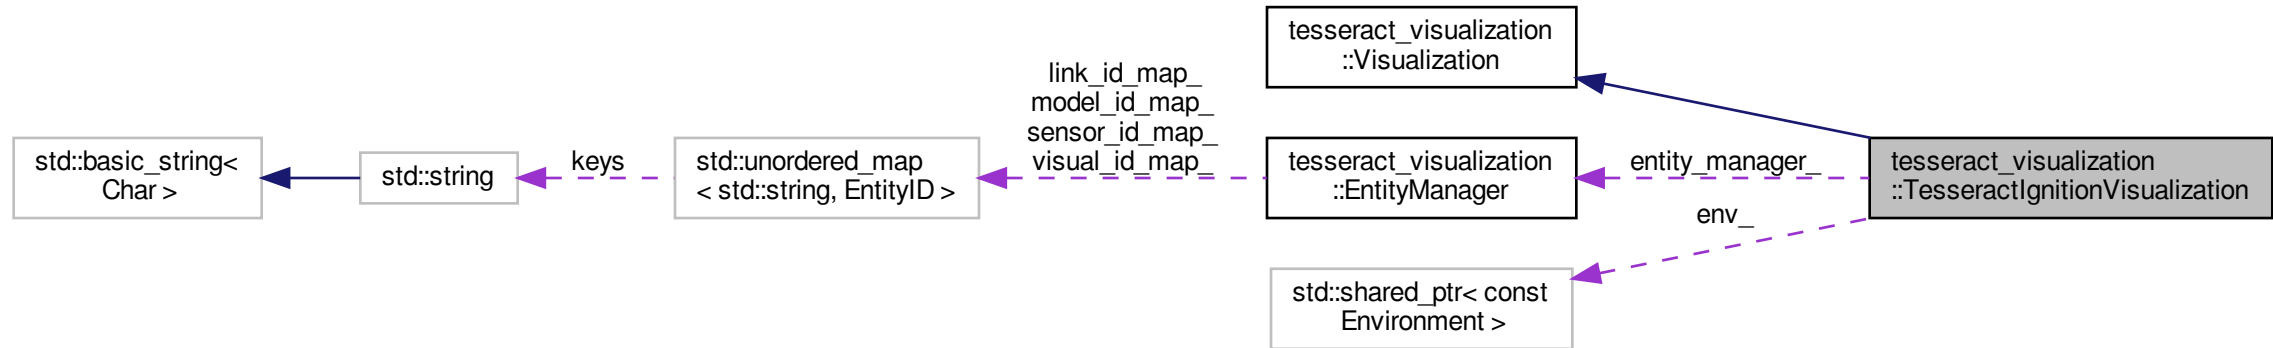 tesseract_visualization
::Visualization
link_id_map_
model_id_map_
sensor_id_map_
visual_id_map_
std::basic_string<
Char >
std::string
keys
std::unordered_map
< std::string, EntityID >
tesseract_visualization
::EntityManager
entity_manager_
tesseract_visualization
::TesseractIgnitionVisualization
env_
std::shared_ptr< const
Environment >